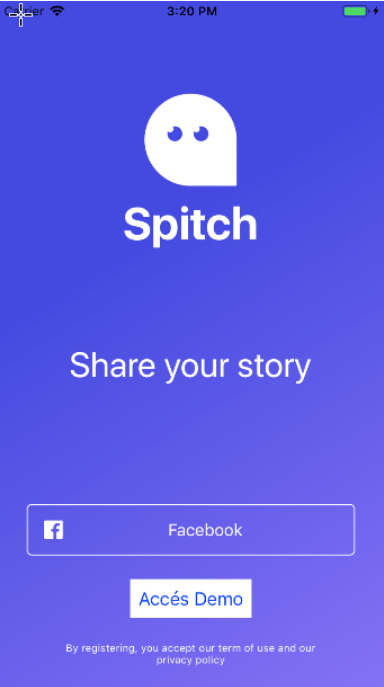 Carrier 3:20 PM
Spitch
Share your story
Facebook
Accés Demo
By registering, you accept our term of use and our
privacy policy